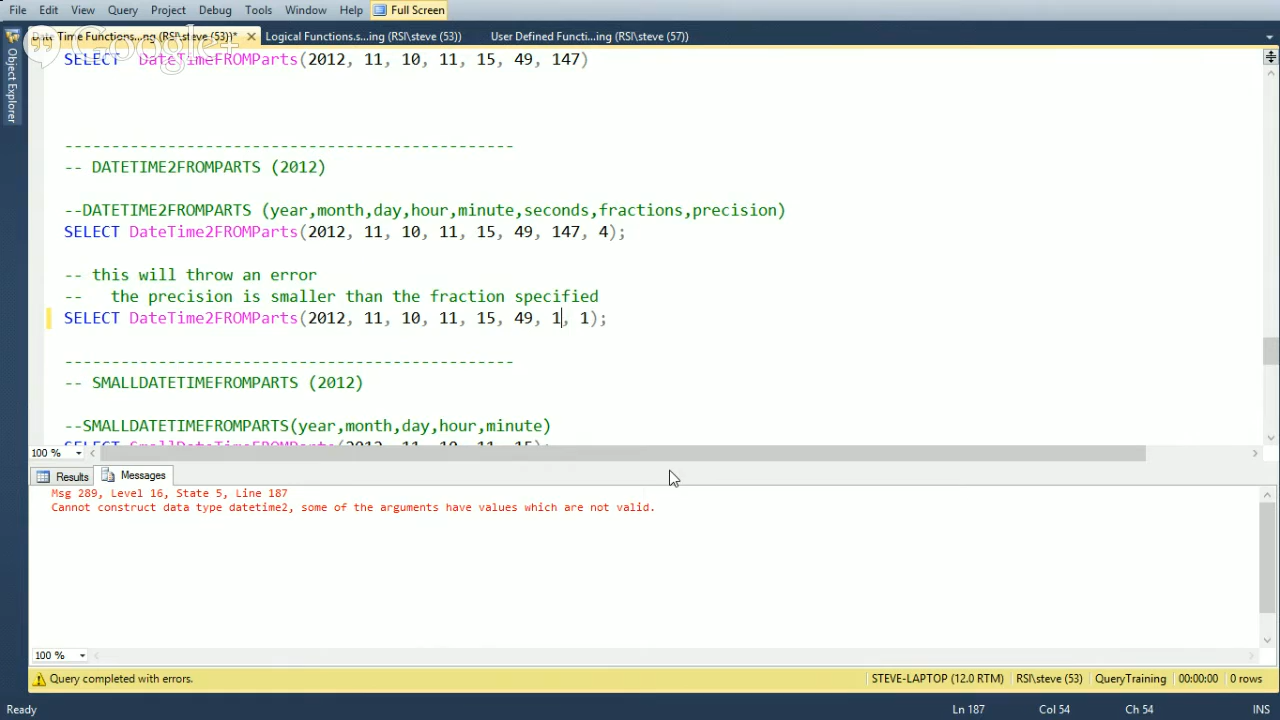 File Edit View Query Project Debug Tools Window Help Full Screen
Date Time Functions...ng (RSI\steve (53))* Logical Functions.s...ing (RSI\steve (53)) User Defined Functi...ing (RSI\steve (57))
Google+
Object Explorer
SELECT DateTimeFROMParts(2012, 11, 10, 11, 15, 49, 147)
------------------------------------------------
-- DATETIME2FROMPARTS (2012)
--DATETIME2FROMPARTS (year,month,day,hour,minute,seconds,fractions,precision)
SELECT DateTime2FROMParts(2012, 11, 10, 11, 15, 49, 147, 4);
-- this will throw an error
-- the precision is smaller than the fraction specified
SELECT DateTime2FROMParts(2012, 11, 10, 11, 15, 49, 1, 1);
------------------------------------------------
-- SMALLDATETIMEFROMPARTS (2012)
--SMALLDATETIMEFROMPARTS(year,month,day,hour,minute)
SELECT SmallDateTimeFROMParts(2012, 11, 10, 11, 15);
100 %
Results Messages
Msg 289, Level 16, State 5, Line 187
Cannot construct data type datetime2, some of the arguments have values which are not valid.
100 %
Query completed with errors. STEVE-LAPTOP (12.0 RTM) RSI\steve (53) QueryTraining 00:00:00 0 rows
Ready Ln 187 Col 54 Ch 54 INS